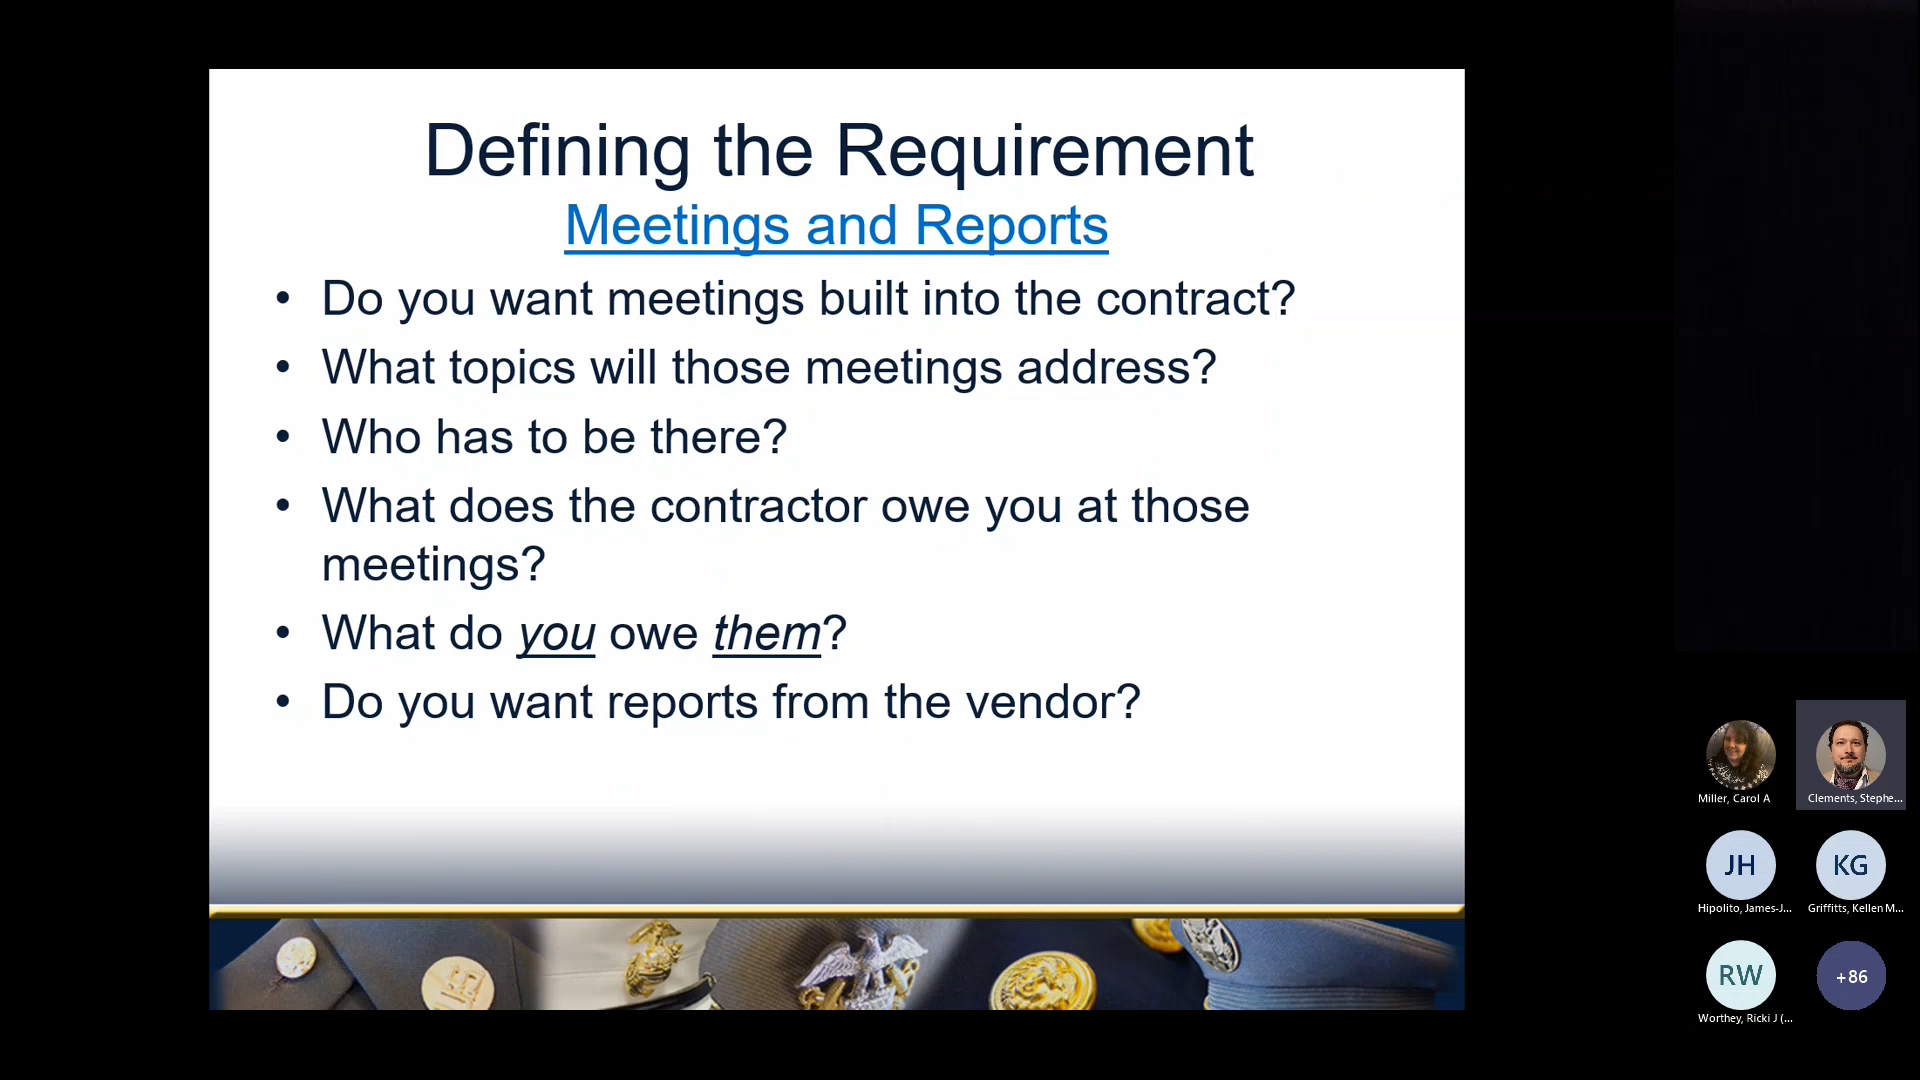 Defining the Requirement
Meetings and Reports
• Do you want meetings built into the contract?
• What topics will those meetings address?
• Who has to be there?
• What does the contractor owe you at those
meetings?
• What do you owe them?
• Do you want reports from the vendor?
Miller, Carol A
Clements, Stephe...
JH
Hipolito, James-J...
KG
Griffitts, Kellen M...
RW
Worthey, Ricki J (...
+86